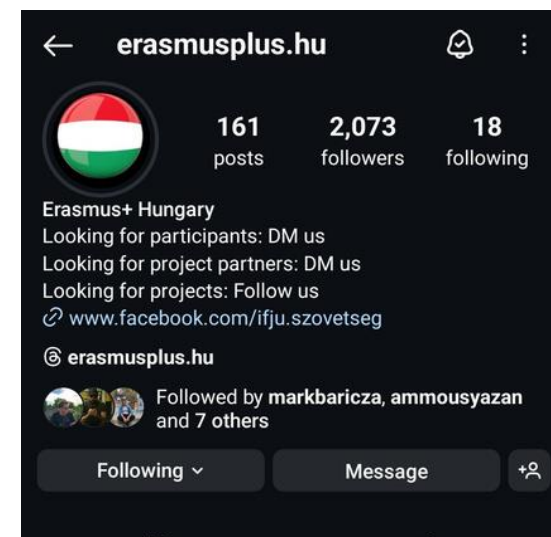 erasmusplus.hu
161 2,073 18
posts followers following
Erasmus+ Hungary
Looking for participants: DM us
Looking for project partners: DM us
Looking for projects: Follow us
www.facebook.com/ifju.szovetseg
erasmusplus.hu
Followed by markbaricza, ammousyazan
and 7 others
Following Message